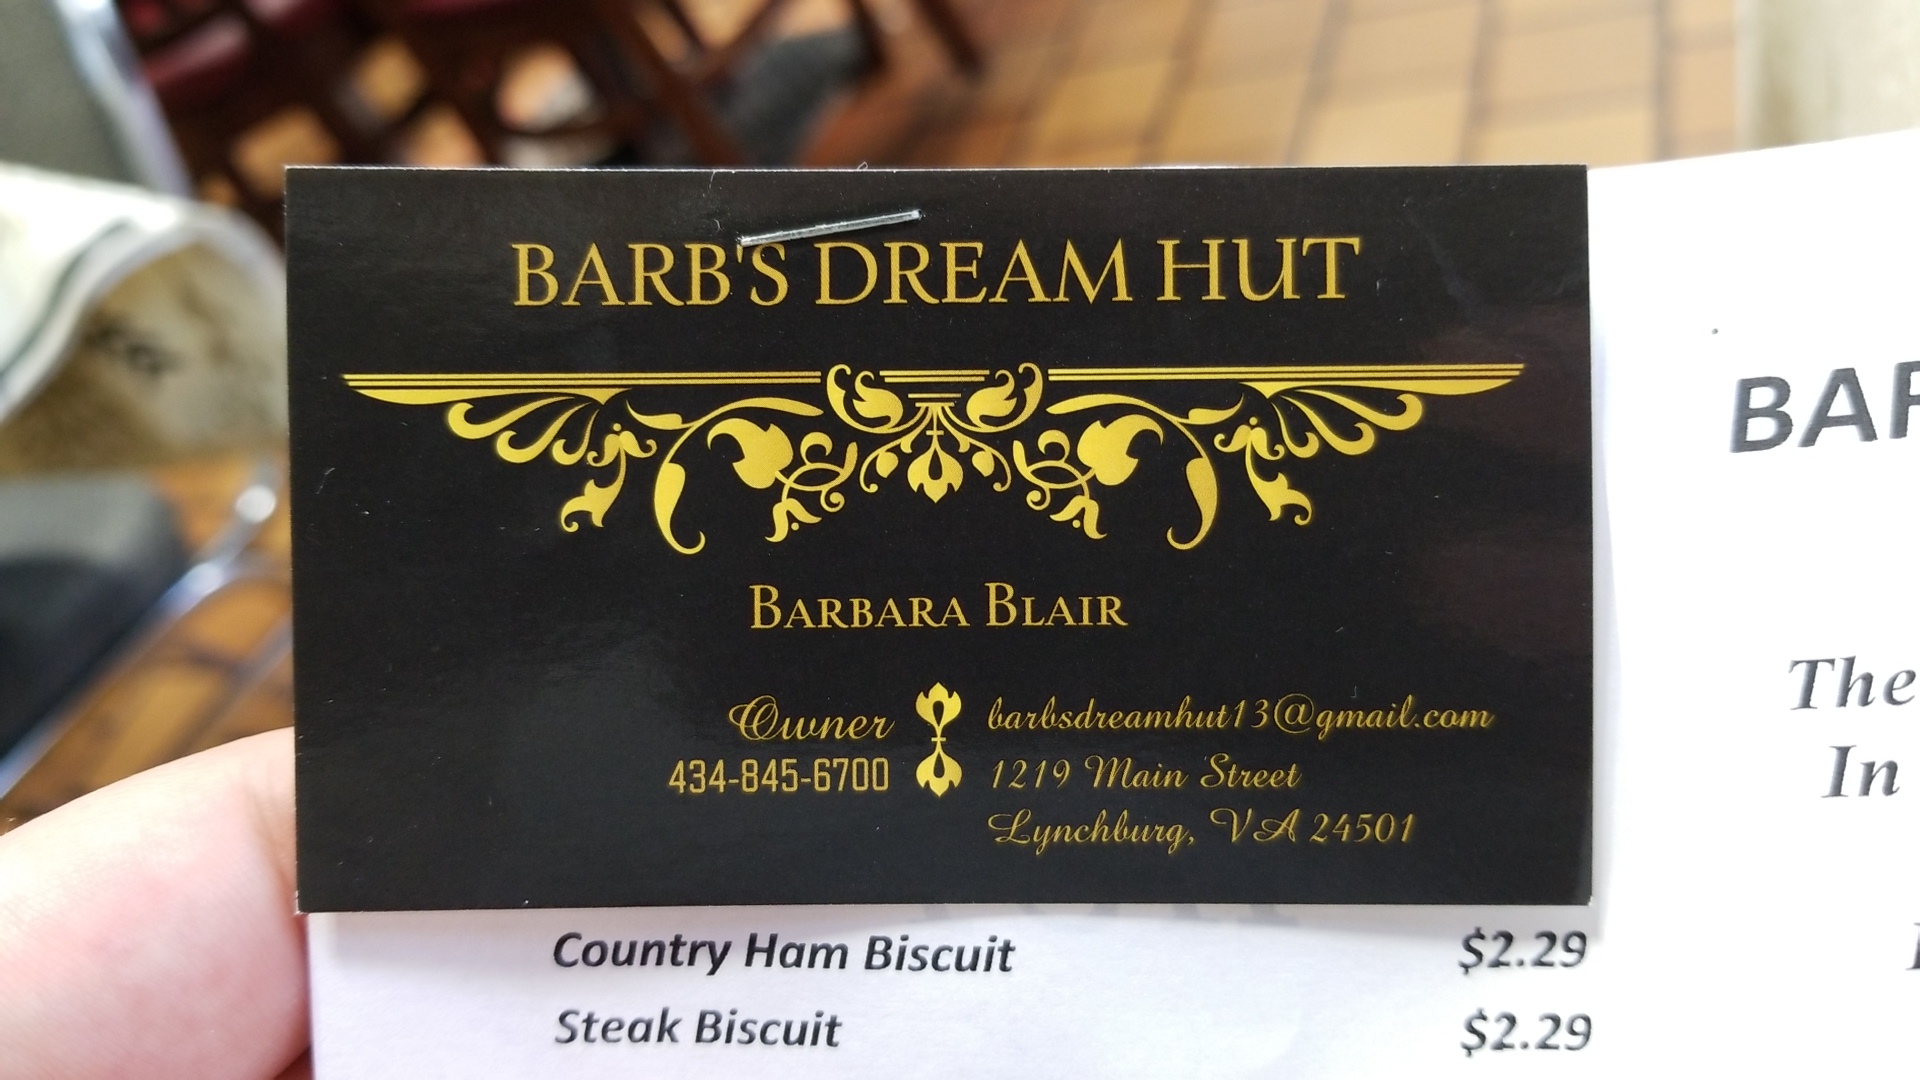 BARB'S DREAM HUT
BARBARA BLAIR
Owner
434-845-6700
barbsdreamhut13@gmail.com
1219 Main Street
Lynchburg, VA 24501
Country Ham Biscuit $2.29
Steak Biscuit $2.29
BAR
The
In